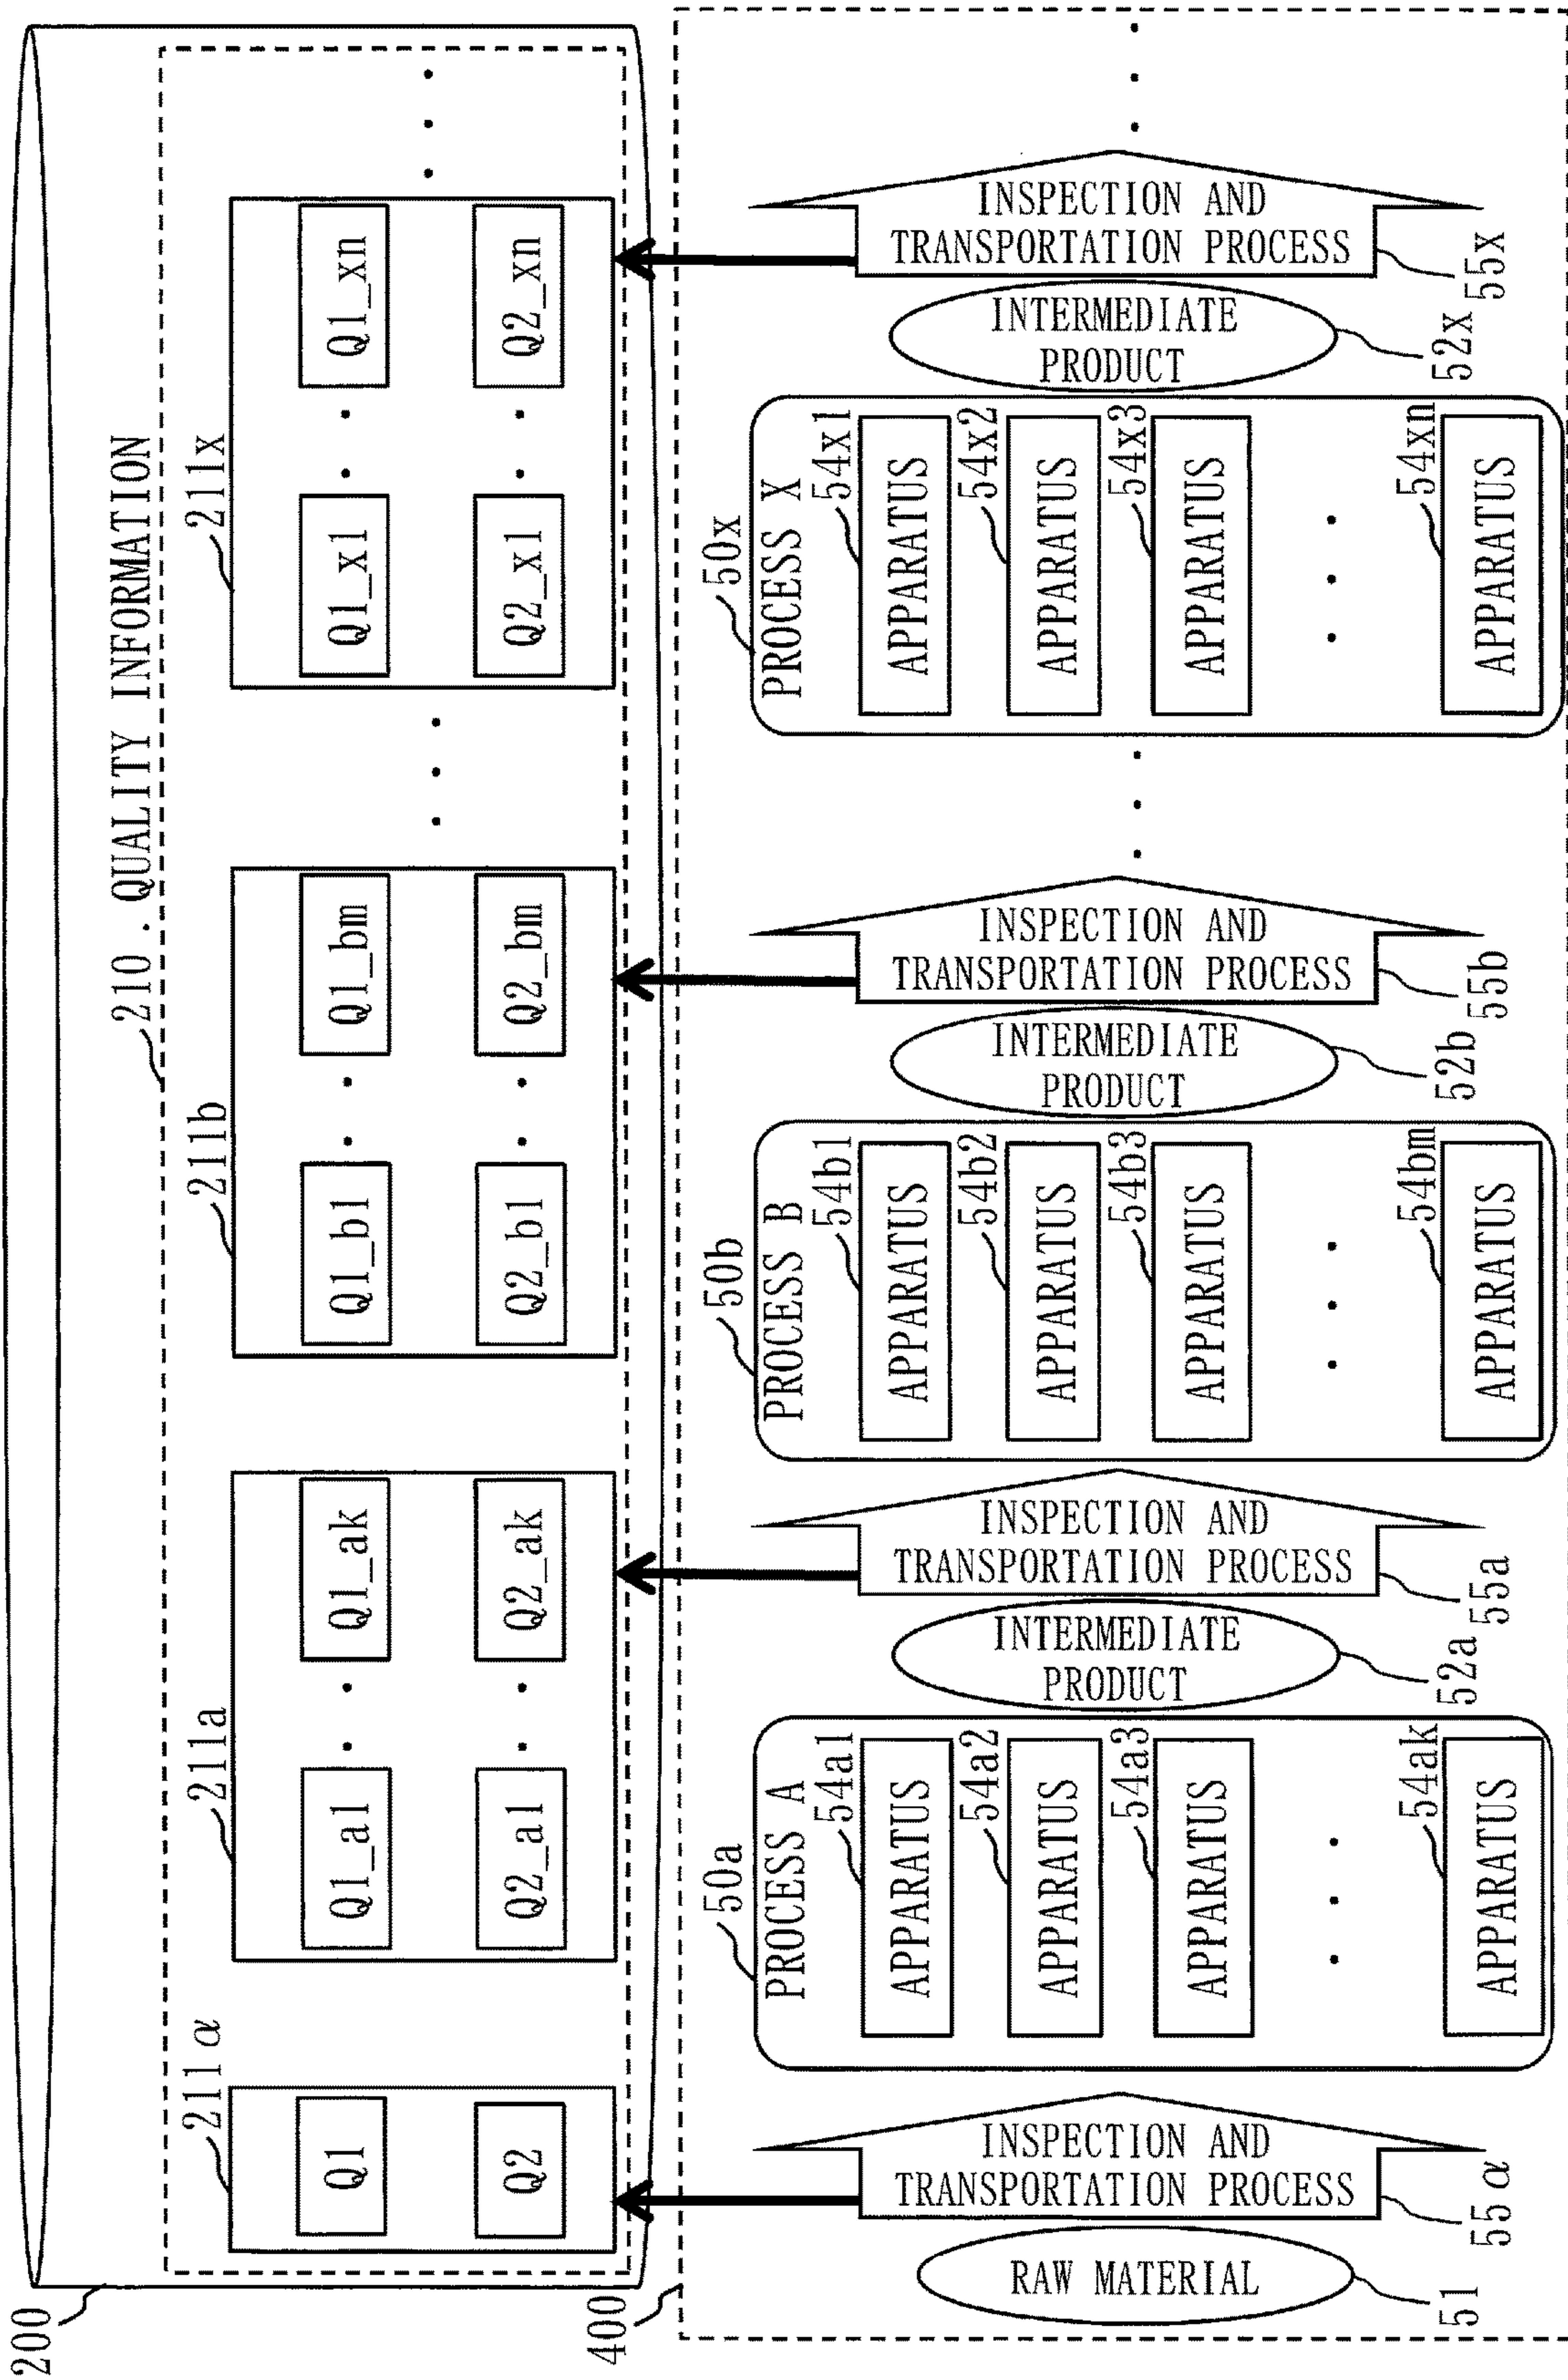 200
210 . QUALITY INFORMATION
211α
Q1
Q2
211a
Q1_a1
Q1_ak
Q2_a1
Q2_ak
211b
Q1_b1
Q1_bm
Q2_b1
Q2_bm
211x
Q1_x1
Q1_xn
Q2_x1
Q2_xn
400
RAW MATERIAL
51
INSPECTION AND
TRANSPORTATION PROCESS
55α
50a
PROCESS A
54a1
APPARATUS
54a2
APPARATUS
54a3
APPARATUS
54ak
APPARATUS
INTERMEDIATE
PRODUCT
52a
INSPECTION AND
TRANSPORTATION PROCESS
55a
50b
PROCESS B
54b1
APPARATUS
54b2
APPARATUS
54b3
APPARATUS
54bm
APPARATUS
INTERMEDIATE
PRODUCT
52b
INSPECTION AND
TRANSPORTATION PROCESS
55b
50x
PROCESS X
54x1
APPARATUS
54x2
APPARATUS
54x3
APPARATUS
54xn
APPARATUS
INTERMEDIATE
PRODUCT
52x
INSPECTION AND
TRANSPORTATION PROCESS
55x